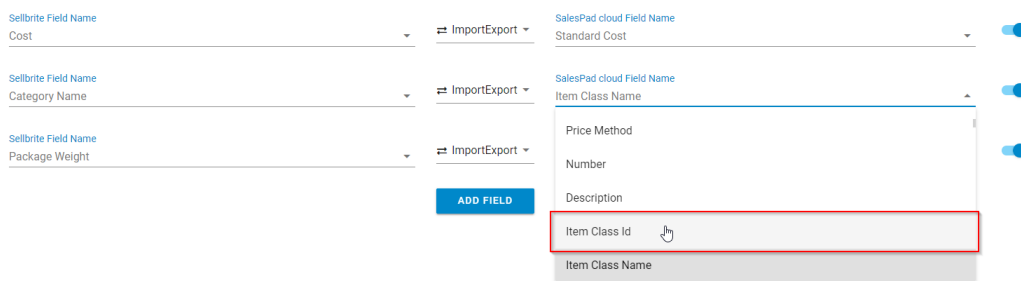 Sellbrite Field Name
SalesPad cloud Field Name
Cost
ImportExport
Standard Cost
Sellbrite Field Name
SalesPad cloud Field Name
Category Name
ImportExport
Item Class Name
Sellbrite Field Name
Package Weight
ImportExport
ADD FIELD
Price Method
Number
Description
Item Class Id
Item Class Name